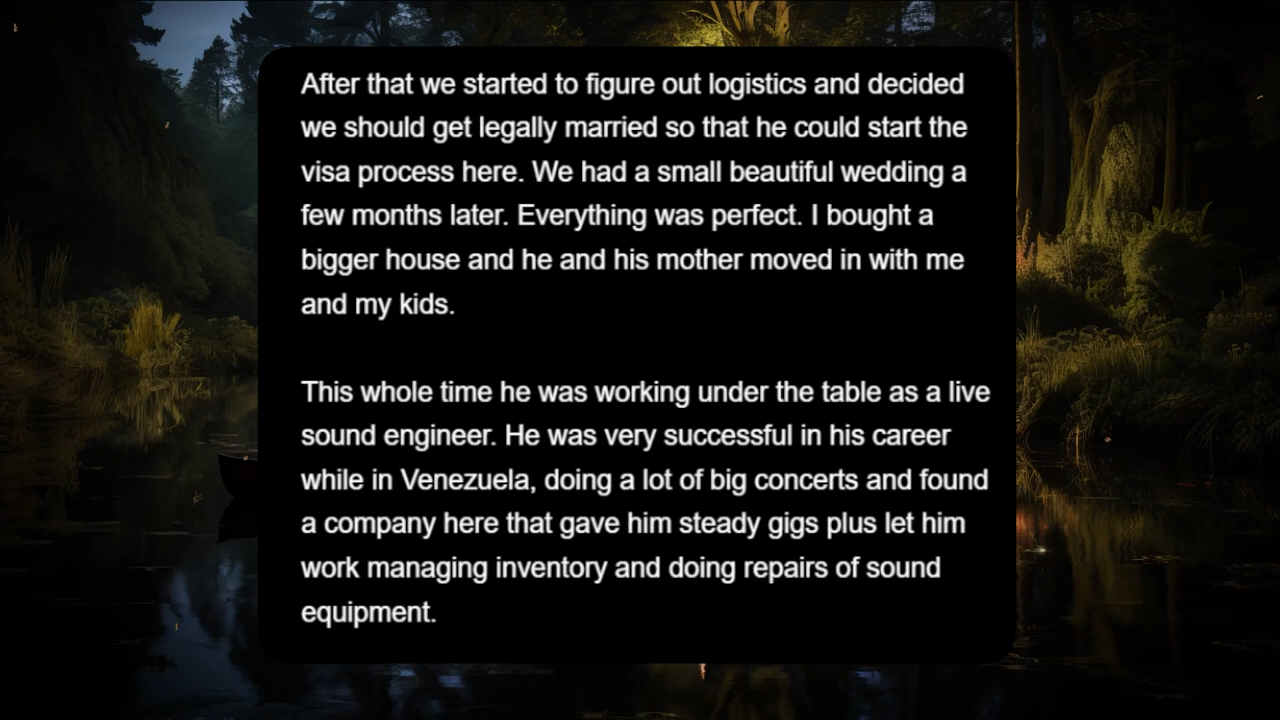 After that we started to figure out logistics and decided
we should get legally married so that he could start the
visa process here. We had a small beautiful wedding a
few months later. Everything was perfect. I bought a
bigger house and he and his mother moved in with me
and my kids.
This whole time he was working under the table as a live
sound engineer. He was very successful in his career
while in Venezuela, doing a lot of big concerts and found
a company here that gave him steady gigs plus let him
work managing inventory and doing repairs of sound
equipment.